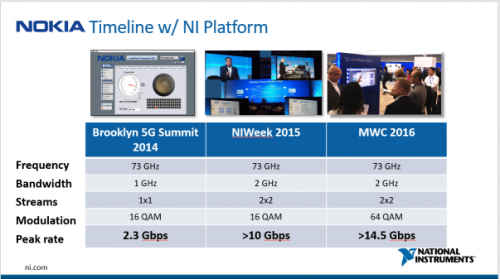 NOKIA Timeline w/ NI Platform
NOKIA
Brooklyn 5G Summit 2014 NIWeek 2015 MWC 2016
Frequency 73 GHz 73 GHz 73 GHz
Bandwidth 1 GHz 2 GHz 2 GHz
Streams 1x1 2x2 2x2
Modulation 16 QAM 16 QAM 64 QAM
Peak rate 2.3 Gbps >10 Gbps >14.5 Gbps
ni.com
NATIONAL INSTRUMENTS